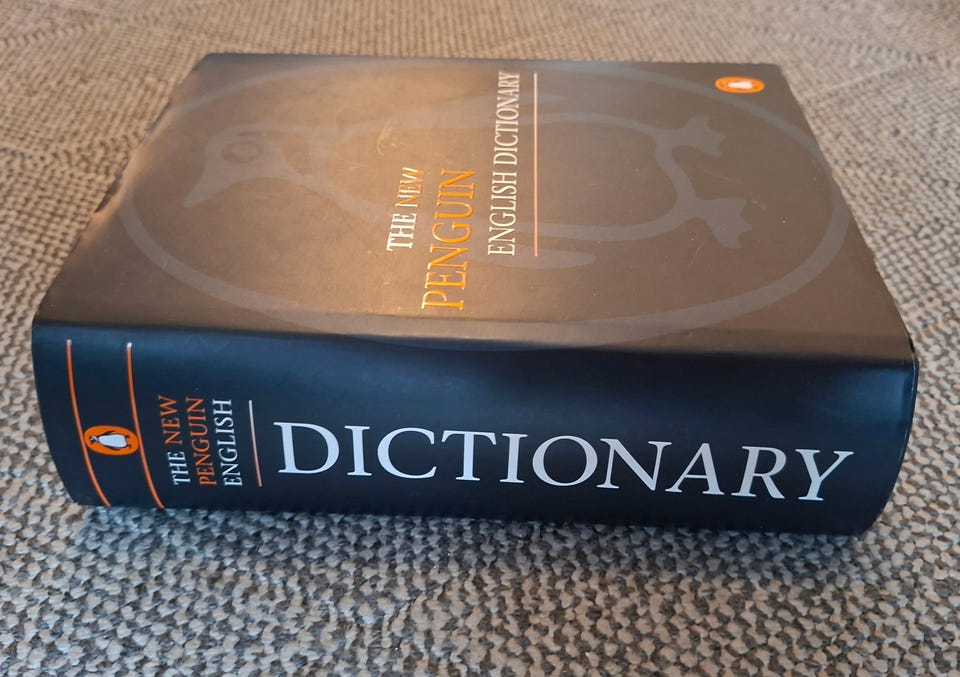 THE NEW
PENGUIN
ENGLISH DICTIONARY
THE NEW
PENGUIN
ENGLISH
DICTIONARY